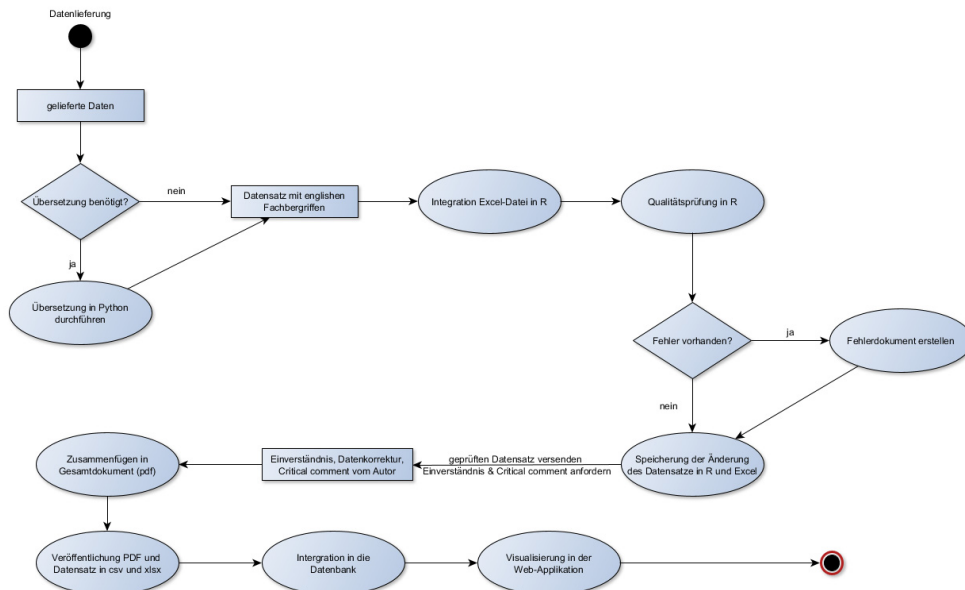 Datenlieferung
gelieferte Daten
Übersetzung benötigt?
nein
Datensatz mit englishen
Fachbergriffen
Integration Excel-Datei in R
Qualitätsprüfung in R
ja
Übersetzung in Python
durchführen
Fehler vorhanden?
ja
Fehlerdokument erstellen
nein
Zusammenfügen in
Gesamtdokument (pdf)
Einverständnis, Datenkorrektur,
Critical comment vom Autor
geprüften Datensatz versenden
Einverständnis & Critical comment anfordern
Speicherung der Änderung
des Datensatze in R und Excel
Veröffentlichung PDF und
Datensatz in csv und xlsx
Intergration in die
Datenbank
Visualisierung in der
Web-Applikation